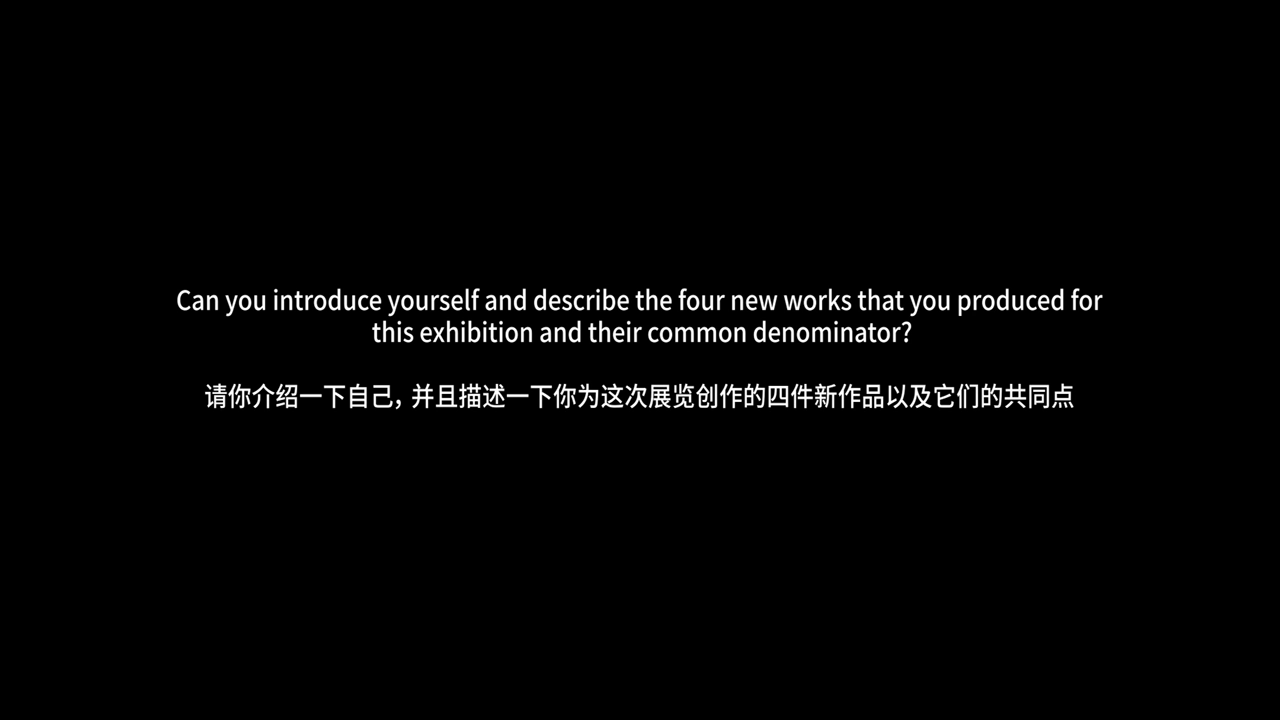 Can you introduce yourself and describe the four new works that you produced for
this exhibition and their common denominator?
请你介绍一下自己，并且描述一下你为这次展览创作的四件新作品以及它们的共同点